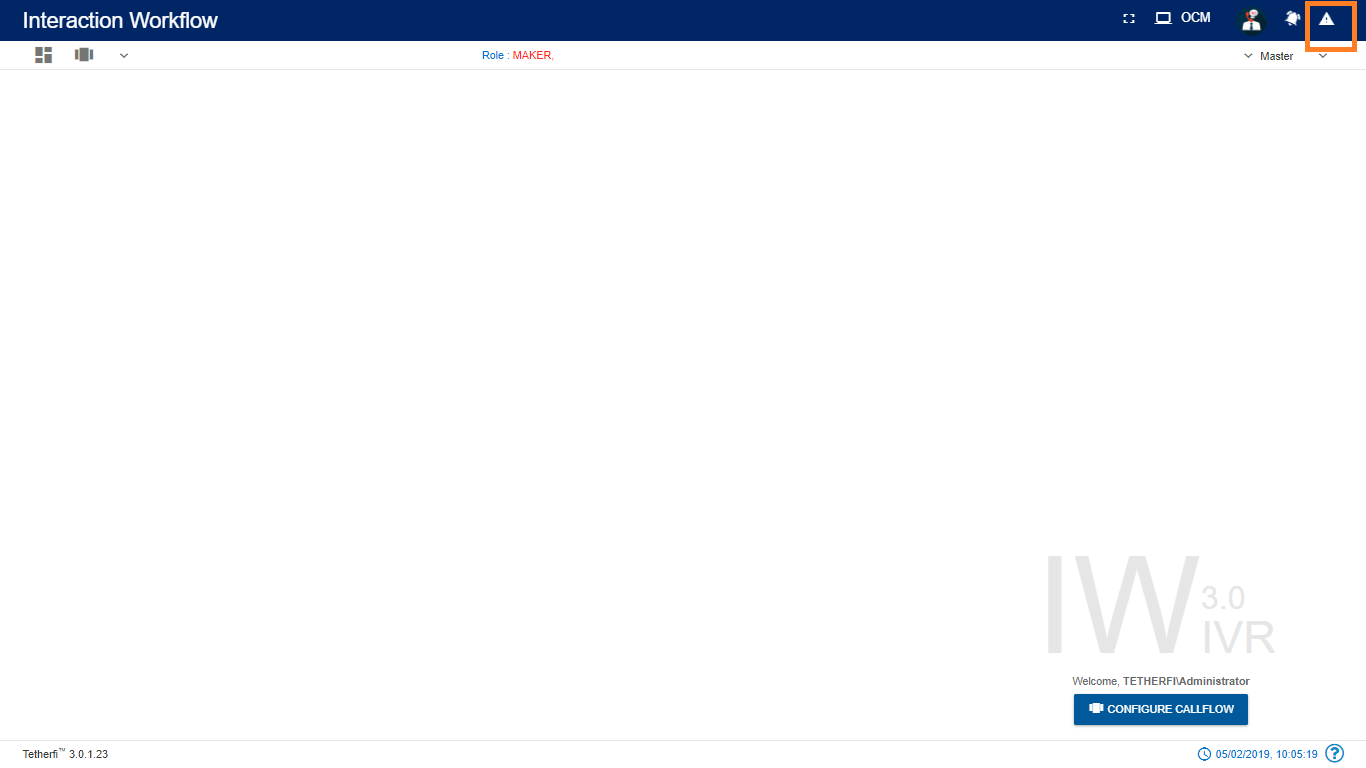 Interaction Workflow
OCM
Role : MAKER,
Master
IW 3.0
IVR
Welcome, TETHERFI\Administrator
CONFIGURE CALLFLOW
Tetherfi™ 3.0.1.23
05/02/2019, 10:05:19 ?